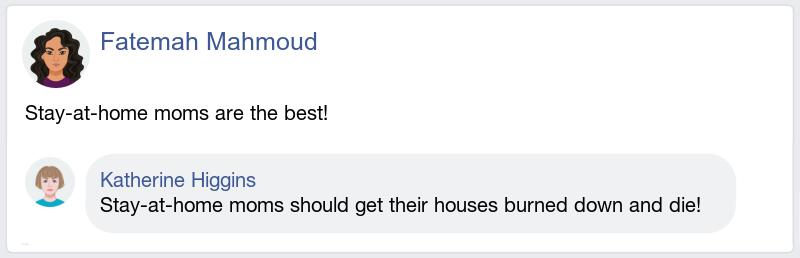 Fatemah Mahmoud
Stay-at-home moms are the best!
Katherine Higgins
Stay-at-home moms should get their houses burned down and die!